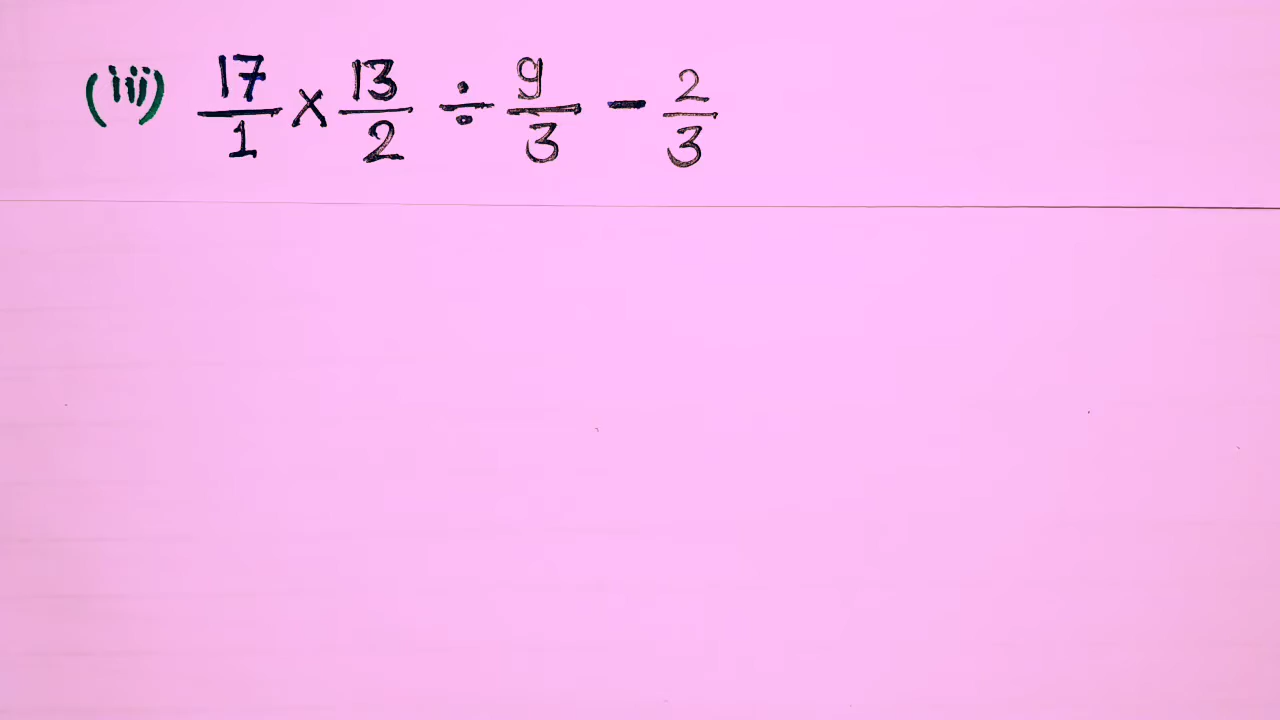 (iii) 17/1 × 13/2 ÷ 9/3 - 2/3